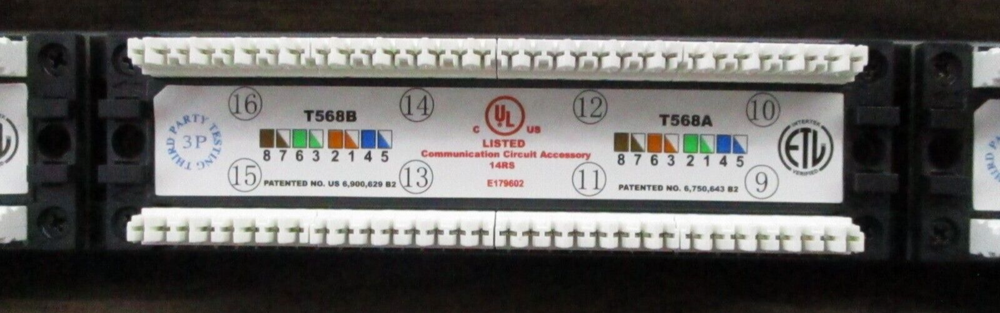 16
T568B
8 7 6 3 2 1 4 5
15
PATENTED NO. US 6,900,629 B2
THIRD PARTY TESTING
3P
14
13
C UL US
LISTED
Communication Circuit Accessory
14RS
E179602
12
11
T568A
8 7 6 3 2 1 4 5
PATENTED NO. 6,750,643 B2
10
9
INTERTEK
ETL
VERIFIED